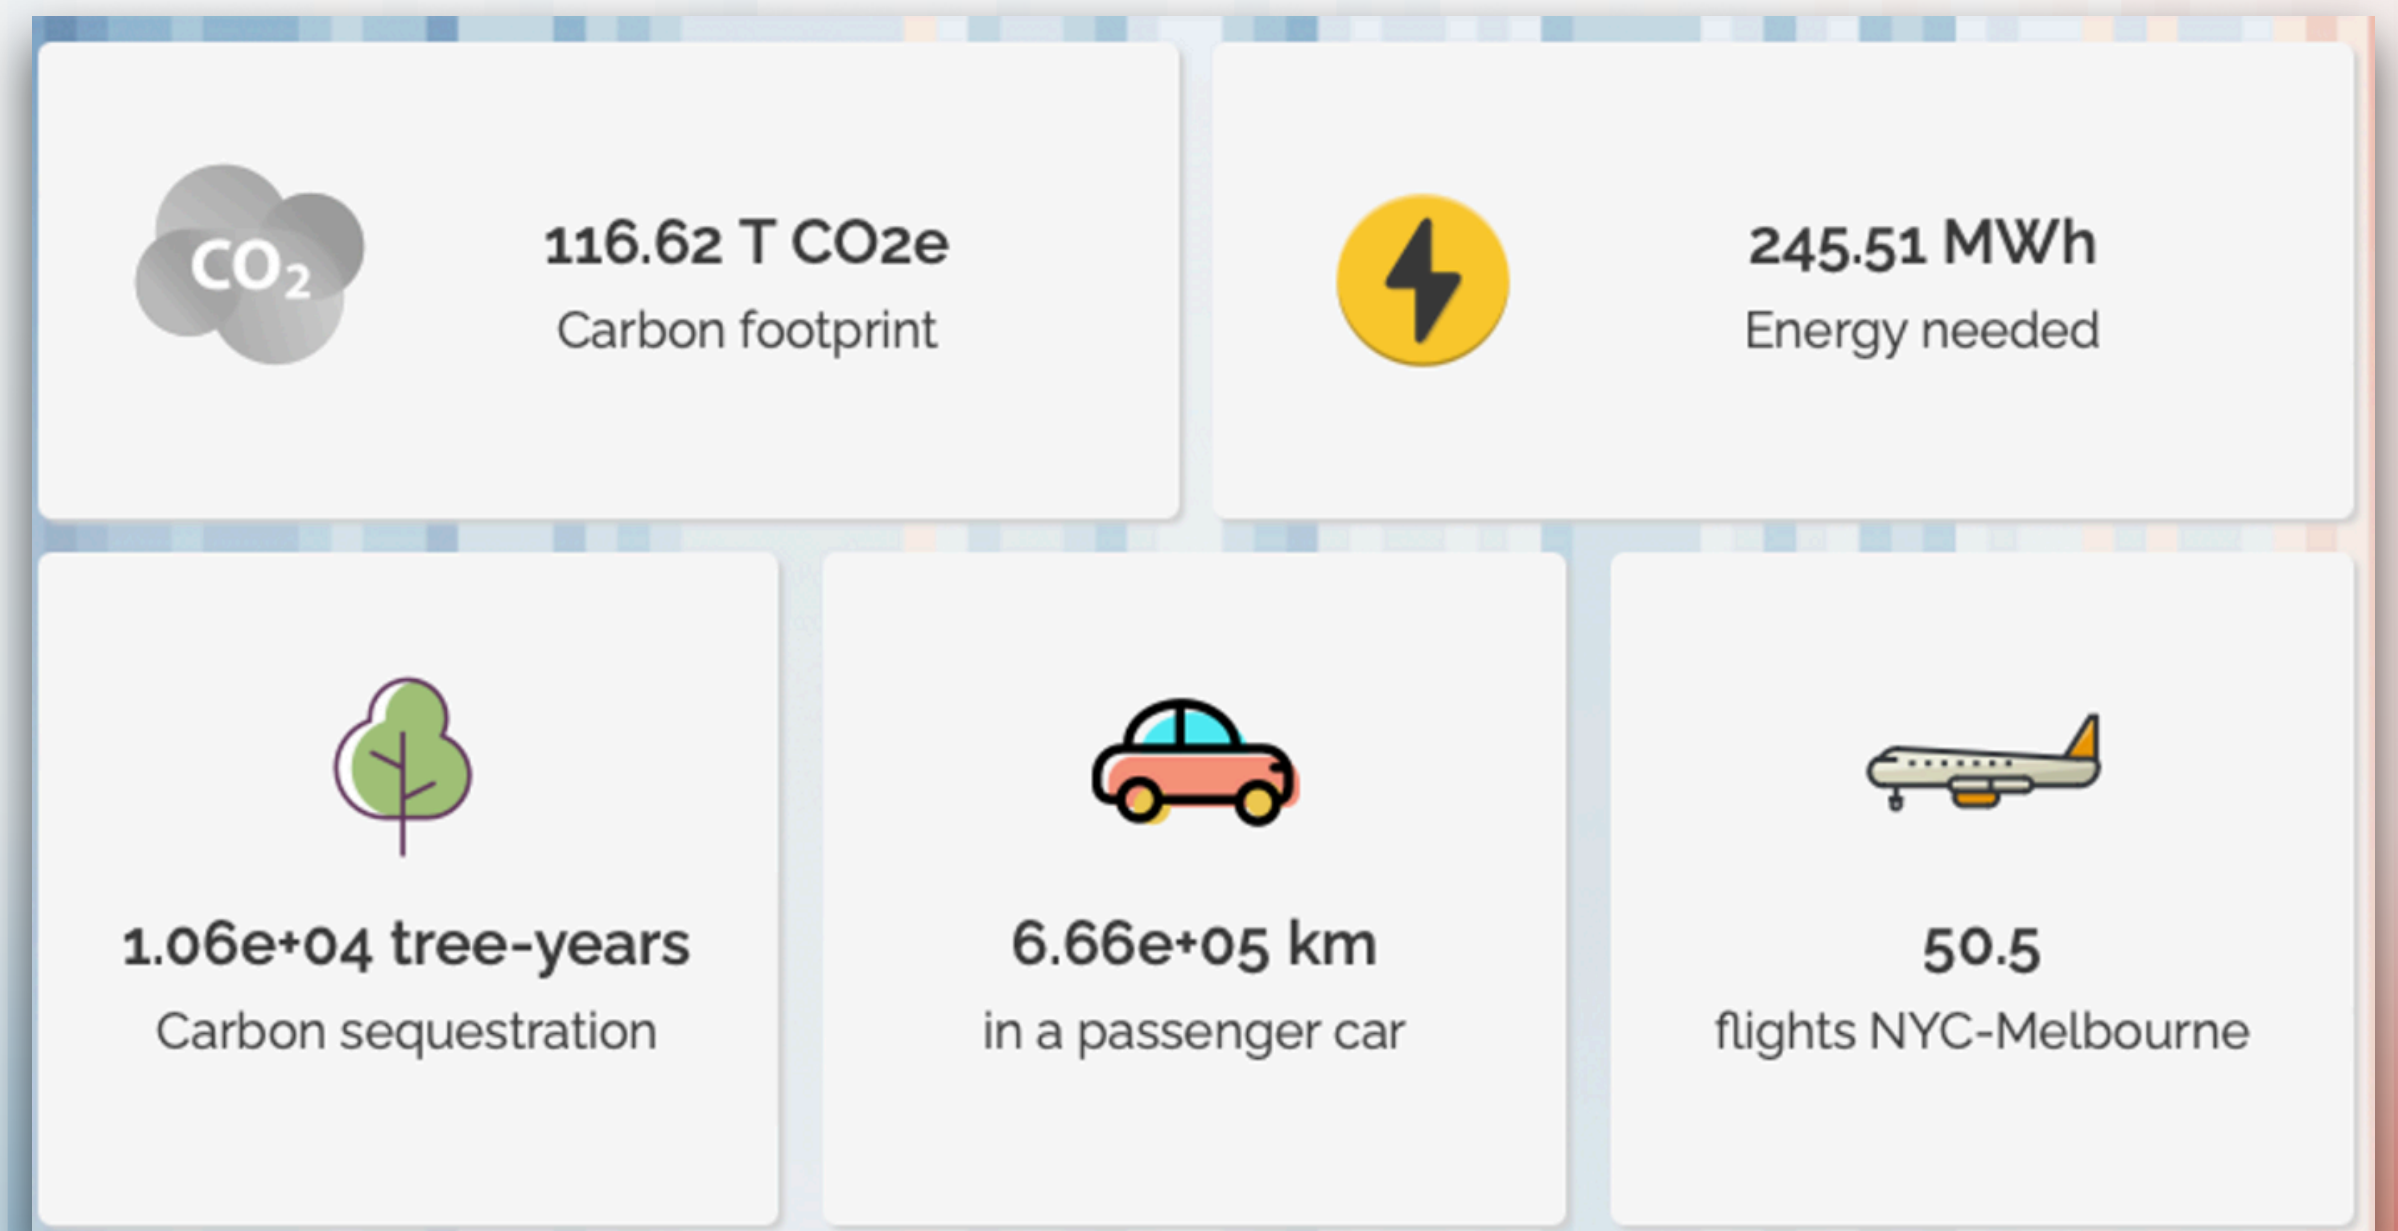 CO₂
116.62 T CO2e
Carbon footprint
245.51 MWh
Energy needed
1.06e+04 tree-years
Carbon sequestration
6.66e+05 km
in a passenger car
50.5
flights NYC-Melbourne